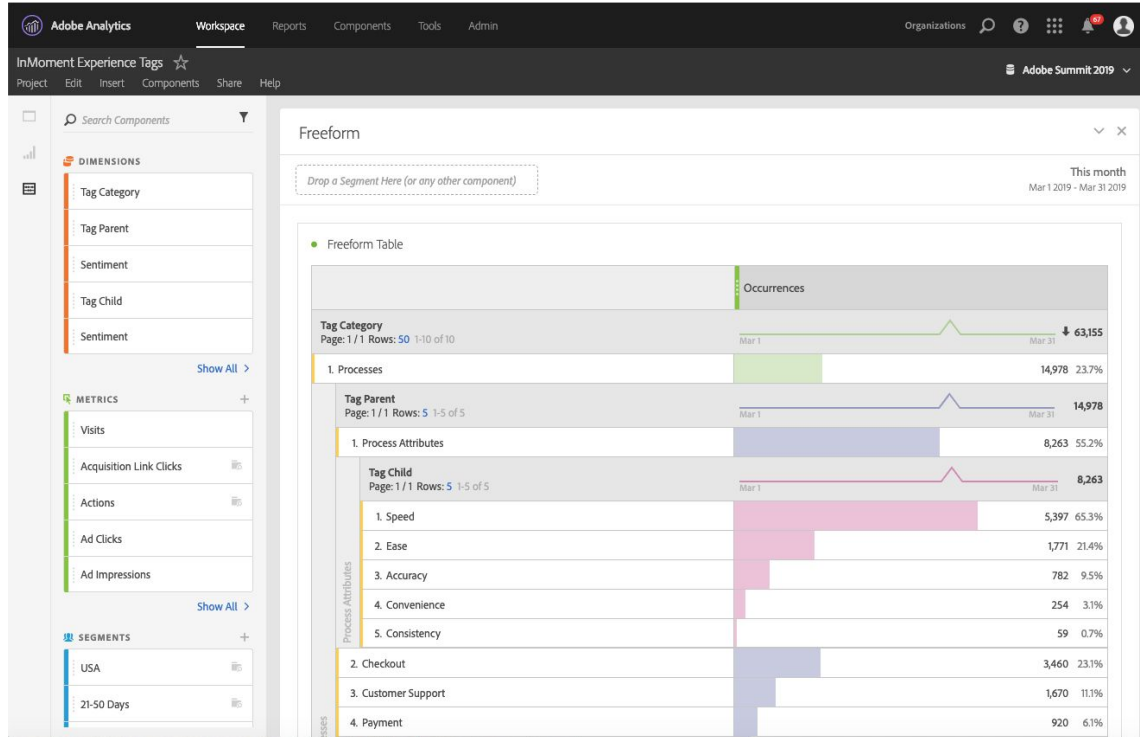 Adobe Analytics Workspace Reports Components Tools Admin Organizations 67
InMoment Experience Tags
Project Edit Insert Components Share Help
Adobe Summit 2019
Search Components
DIMENSIONS
Tag Category
Tag Parent
Sentiment
Tag Child
Sentiment
Show All >
METRICS
Visits
Acquisition Link Clicks
Actions
Ad Clicks
Ad Impressions
Show All >
SEGMENTS
USA
21-50 Days
Freeform
Drop a Segment Here (or any other component)
This month
Mar 1 2019 - Mar 31 2019
Freeform Table
Occurrences
Tag Category
Page: 1 / 1 Rows: 50 1-10 of 10
Mar 1 Mar 31 63,155
1. Processes 14,978 23.7%
Tag Parent
Page: 1 / 1 Rows: 5 1-5 of 5
Mar 1 Mar 31 14,978
1. Process Attributes 8,263 55.2%
Tag Child
Page: 1 / 1 Rows: 5 1-5 of 5
Mar 1 Mar 31 8,263
Process Attributes
1. Speed 5,397 65.3%
2. Ease 1,771 21.4%
3. Accuracy 782 9.5%
4. Convenience 254 3.1%
5. Consistency 59 0.7%
2. Checkout 3,460 23.1%
3. Customer Support 1,670 11.1%
4. Payment 920 6.1%